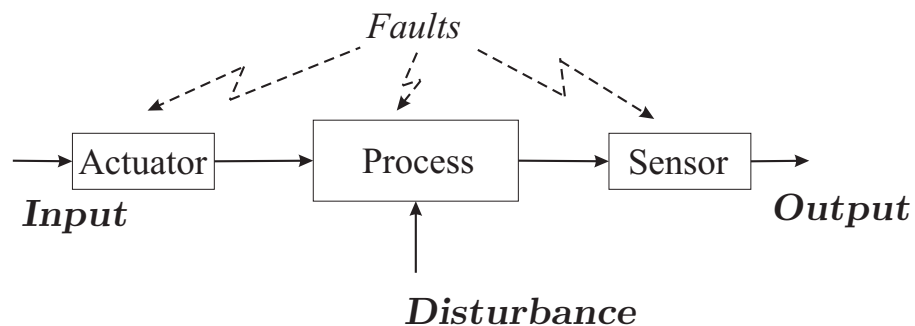 Faults
Actuator
Process
Sensor
Input
Output
Disturbance